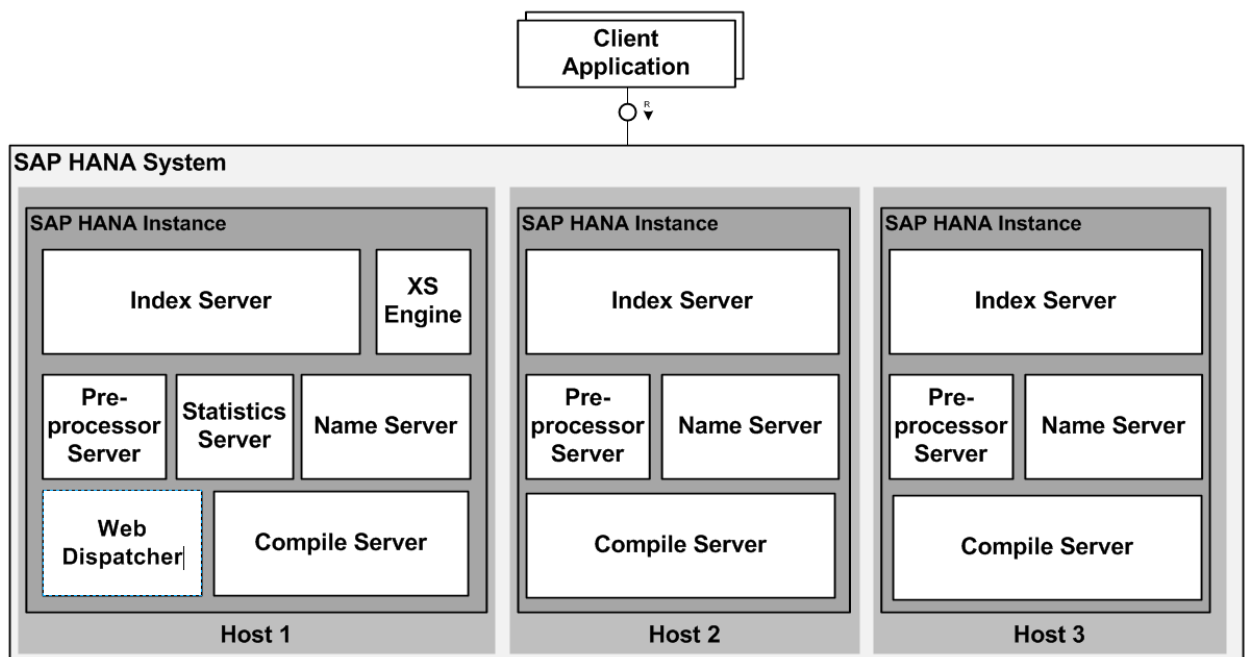 Client
Application
R
SAP HANA System
SAP HANA Instance
Index Server
XS
Engine
Pre-
processor
Server
Statistics
Server
Name Server
Web
Dispatcher
Compile Server
Host 1
SAP HANA Instance
Index Server
Pre-
processor
Server
Name Server
Compile Server
Host 2
SAP HANA Instance
Index Server
Pre-
processor
Server
Name Server
Compile Server
Host 3